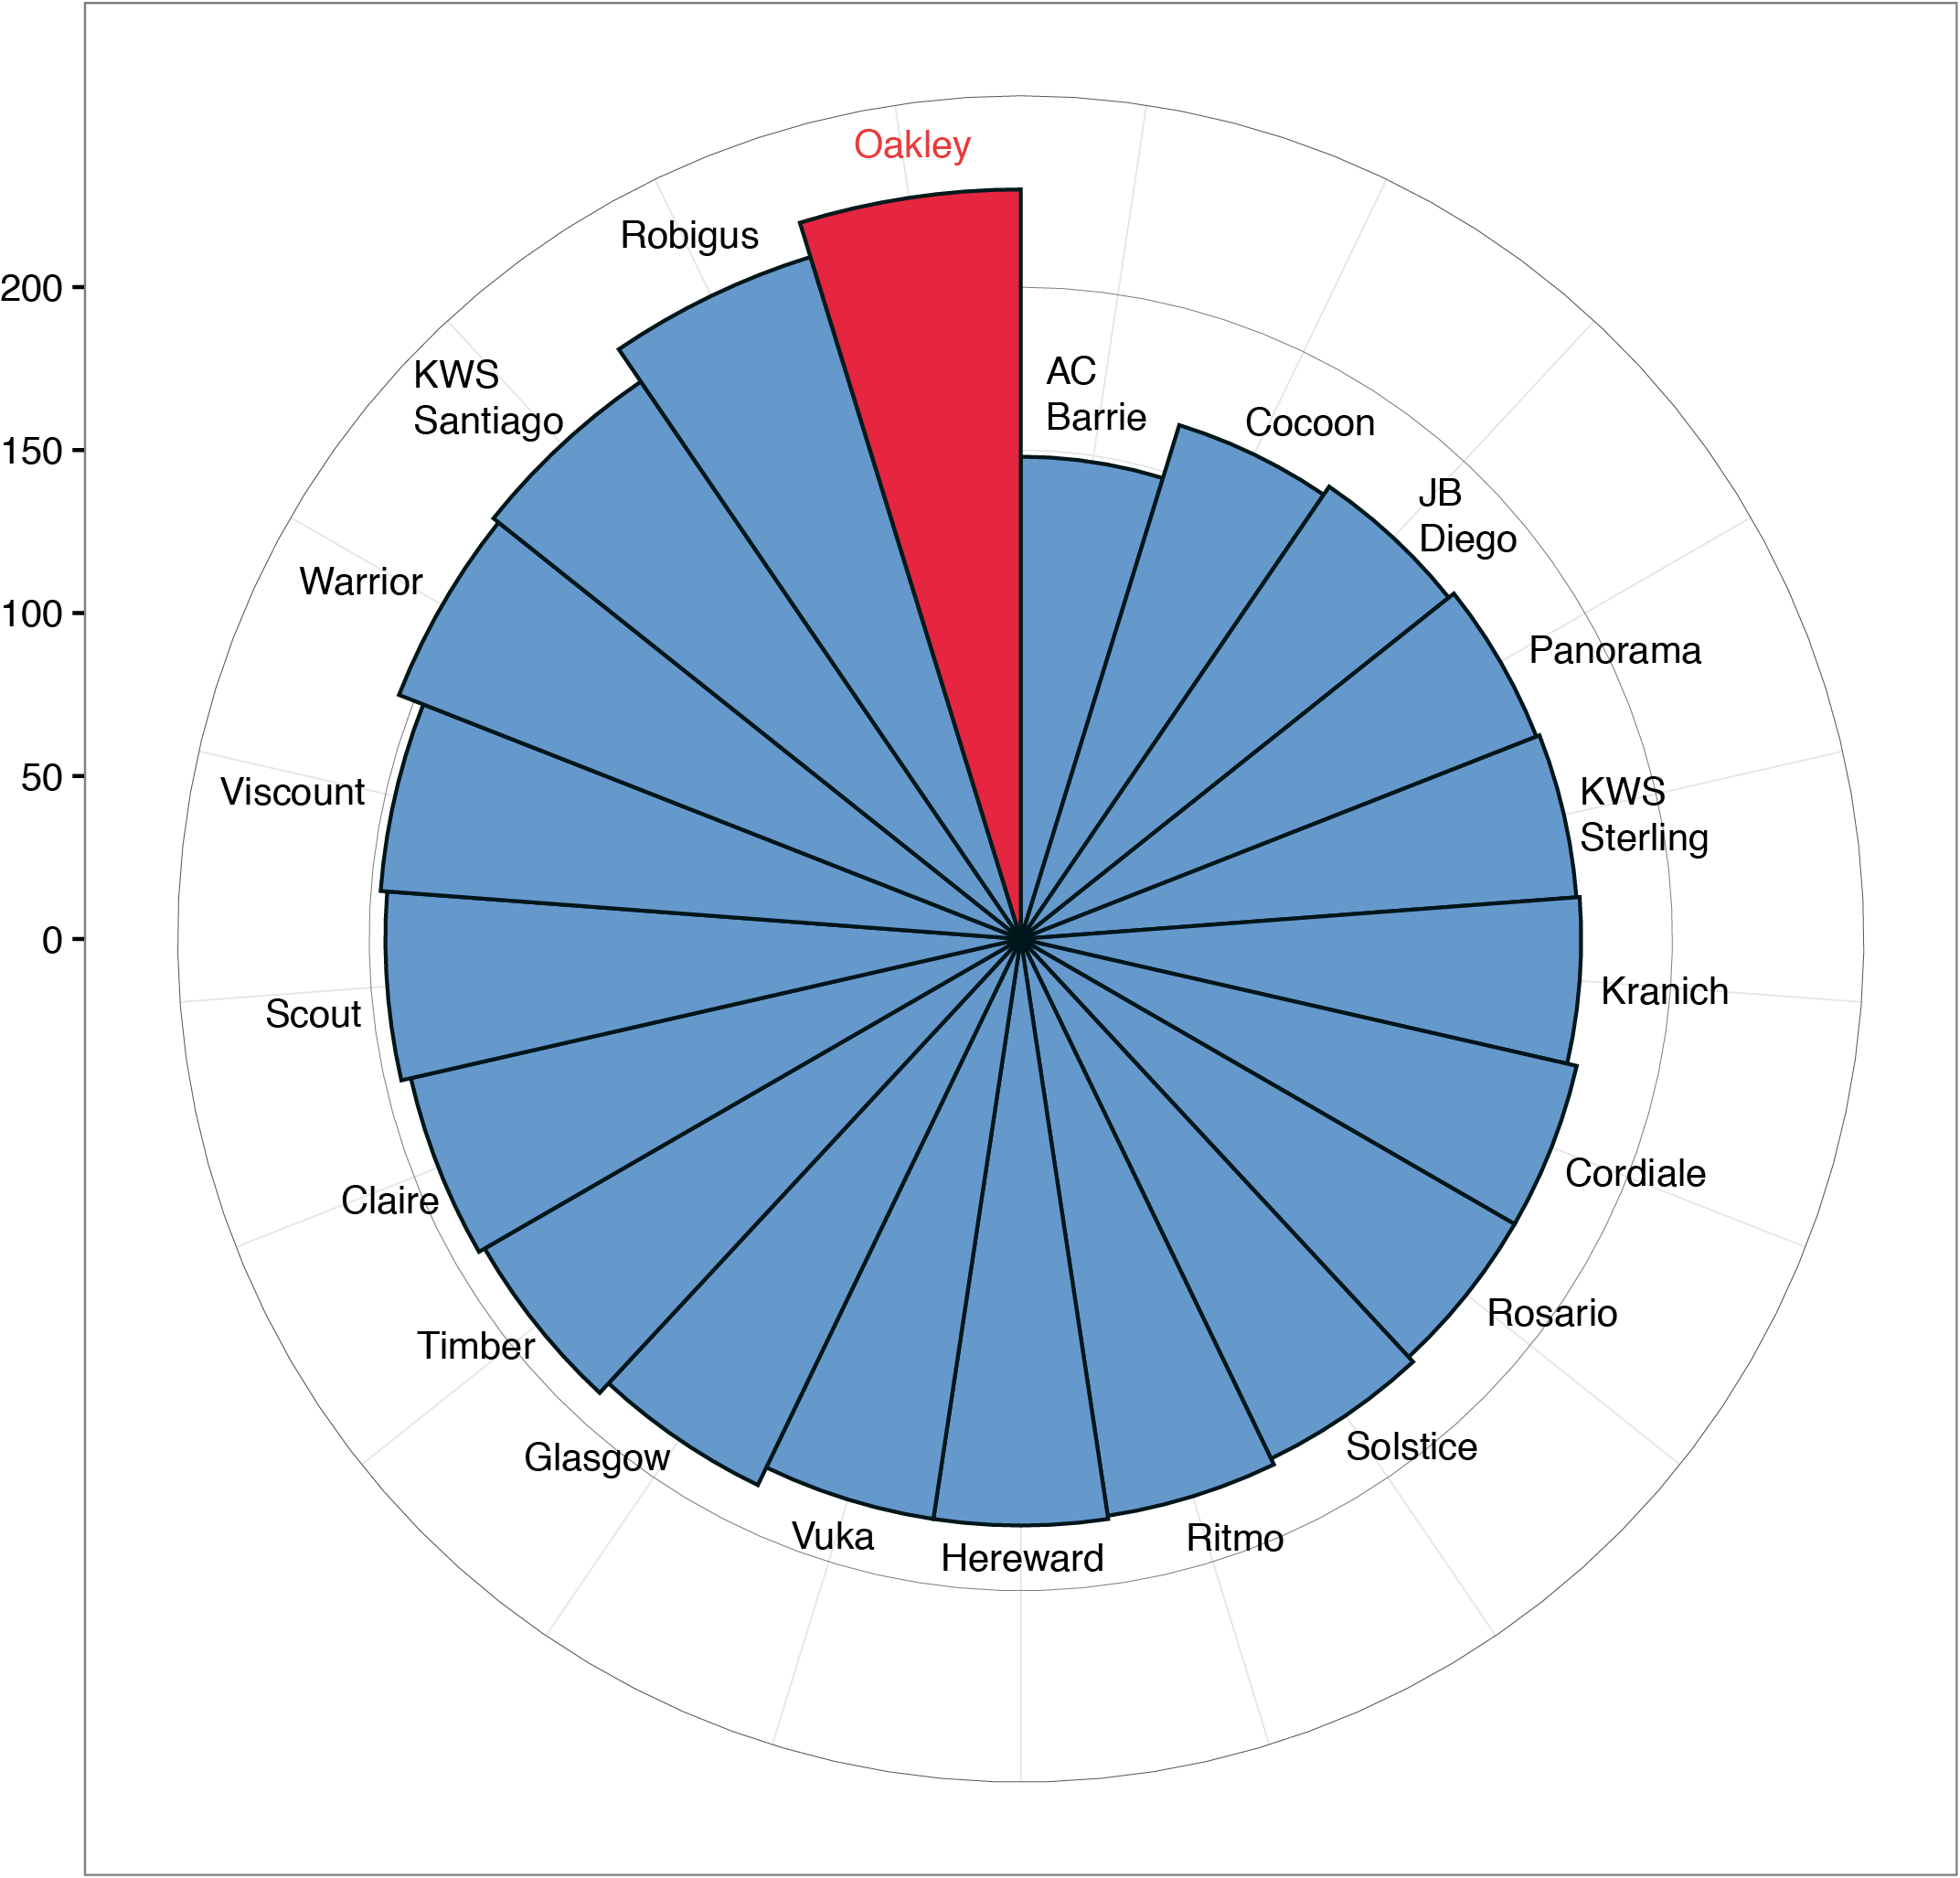 Oakley
Robigus
200
AC
Barrie
KWS
Santiago
Cocoon
150
JB
Diego
Warrior
100
Panorama
50
Viscount
KWS
Sterling
0
Kranich
Scout
Cordiale
Claire
Rosario
Timber
Solstice
Glasgow
Vuka
Ritmo
Hereward